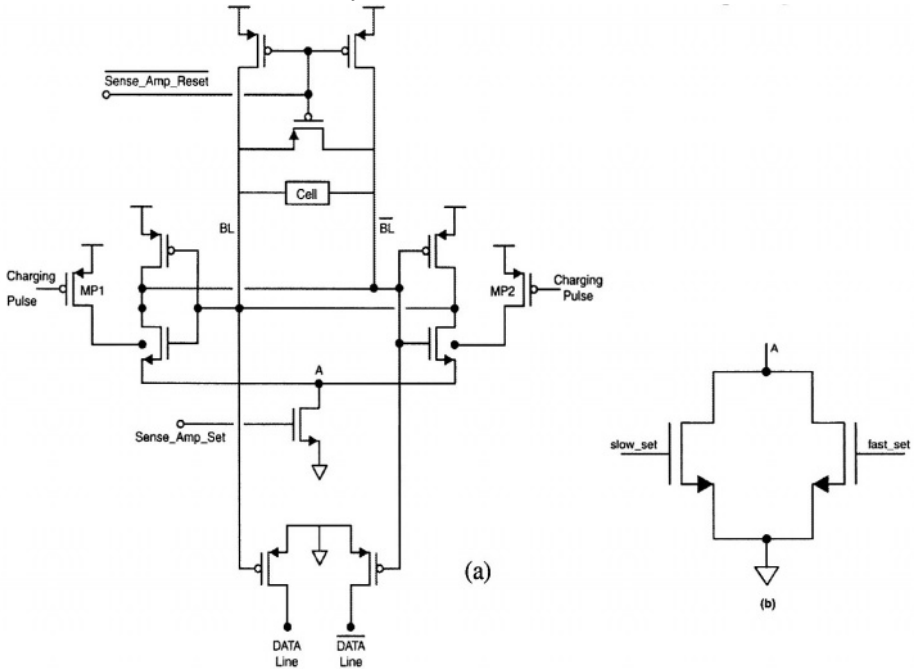 Sense_Amp_Reset
Cell
BL
BL
Charging
Pulse
MP1
MP2
Charging
Pulse
A
Sense_Amp_Set
A
slow_set
fast_set
(a)
(b)
DATA
Line
DATA
Line